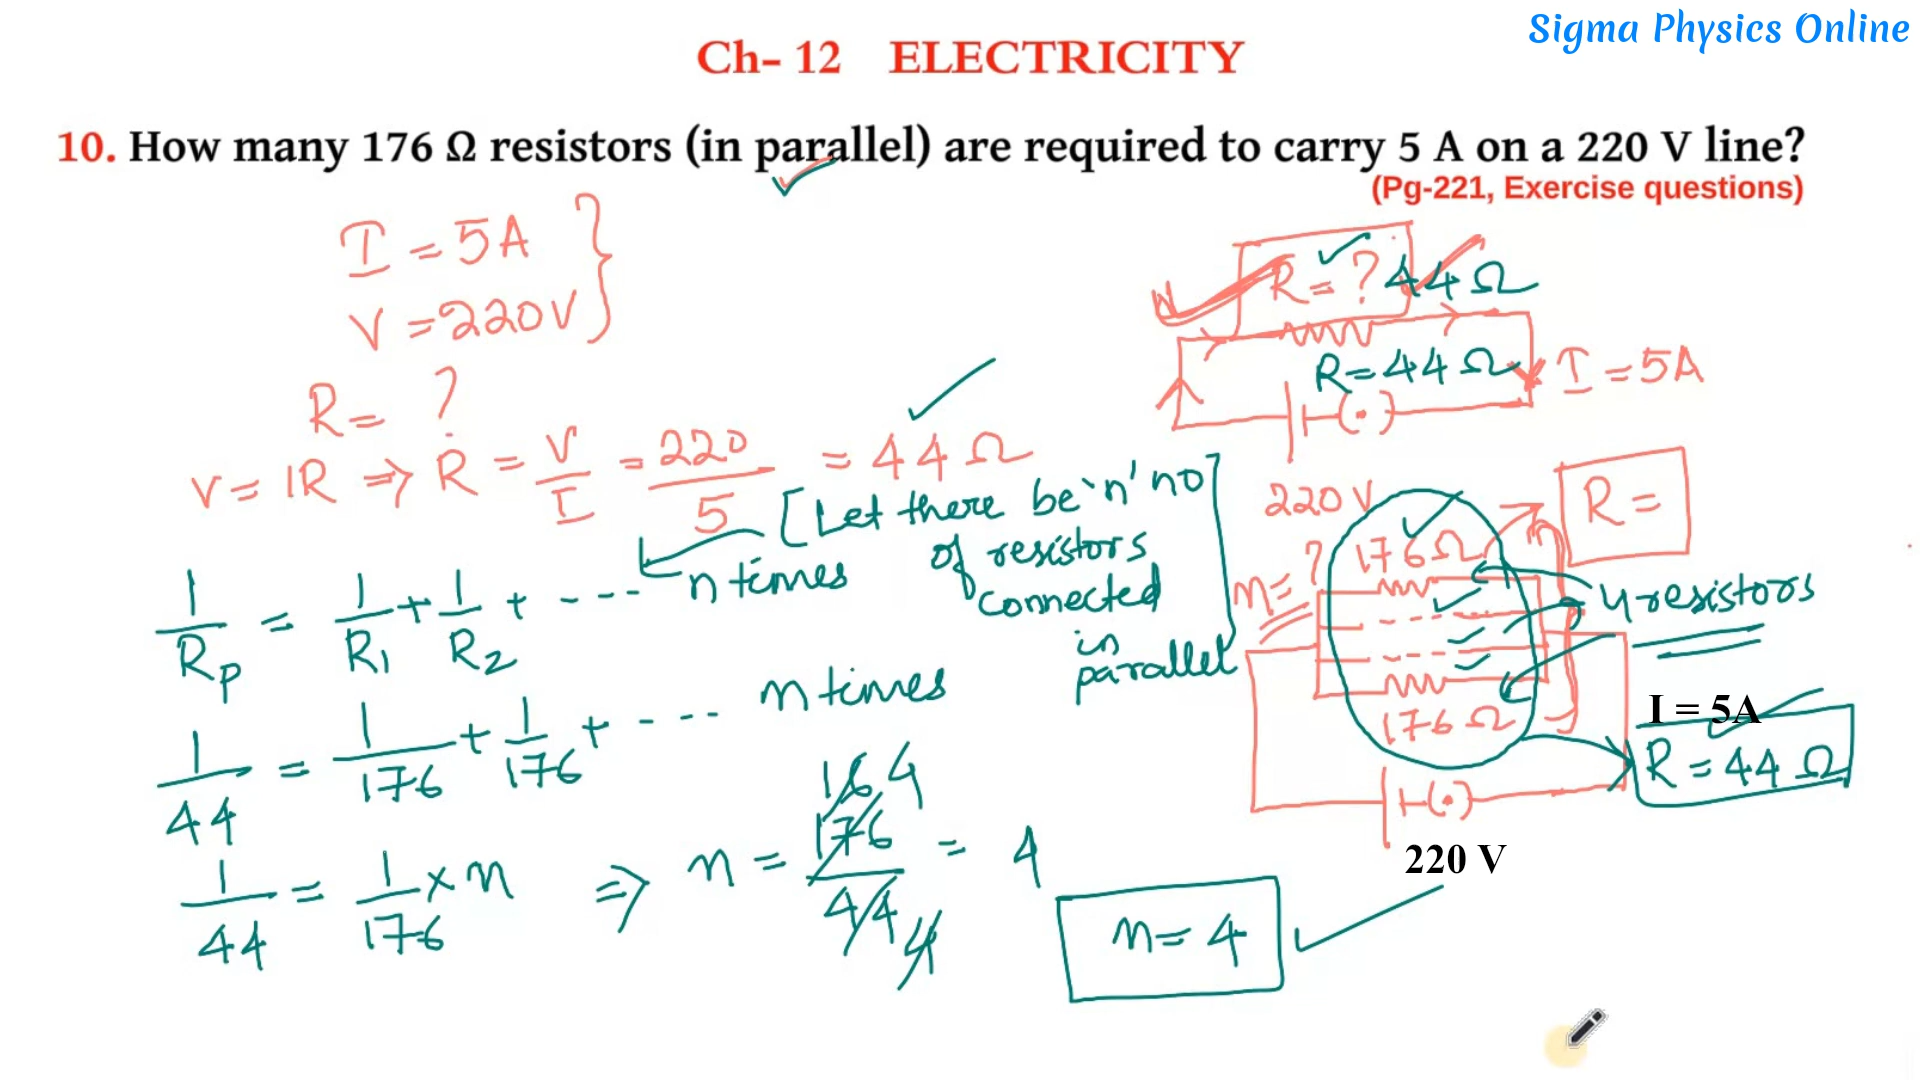 Sigma Physics Online
Ch- 12 ELECTRICITY
10. How many 176 Ω resistors (in parallel) are required to carry 5 A on a 220 V line?
(Pg-221, Exercise questions)
I = 5A
V = 220V
R = ?
V = IR ⇒ R = V/I = 220/5 = 44 Ω
[Let there be 'n' no
of resistors
connected
in
parallel]
1/Rp = 1/R1 + 1/R2 + ---- n times
1/44 = 1/176 + 1/176 + ---- n times
1/44 = 1/176 × n ⇒ n = 176/44 = 4
16 4
4
n = 4
R = ? 44 Ω
R = 44 Ω
I = 5A
220 V
R =
n = ?
176 Ω
4 resistors
176 Ω
I = 5A
R = 44 Ω
220 V